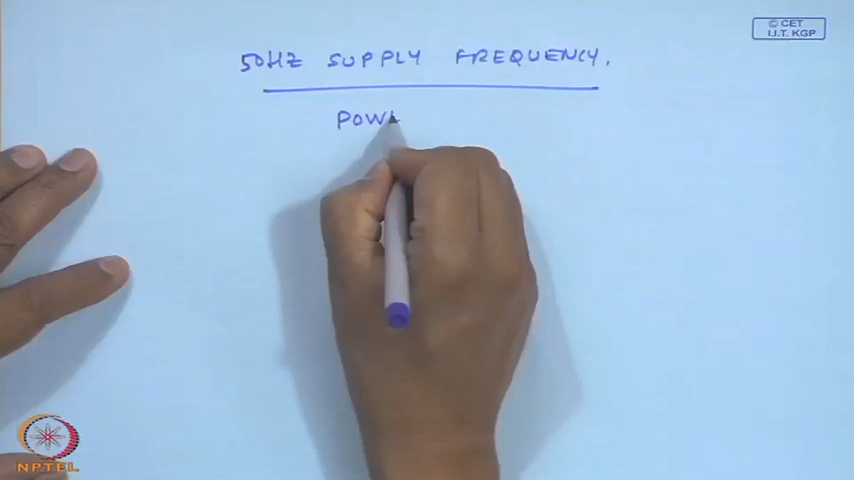 © CET
I.I.T. KGP
50HZ SUPPLY FREQUENCY.
POW
NPTEL